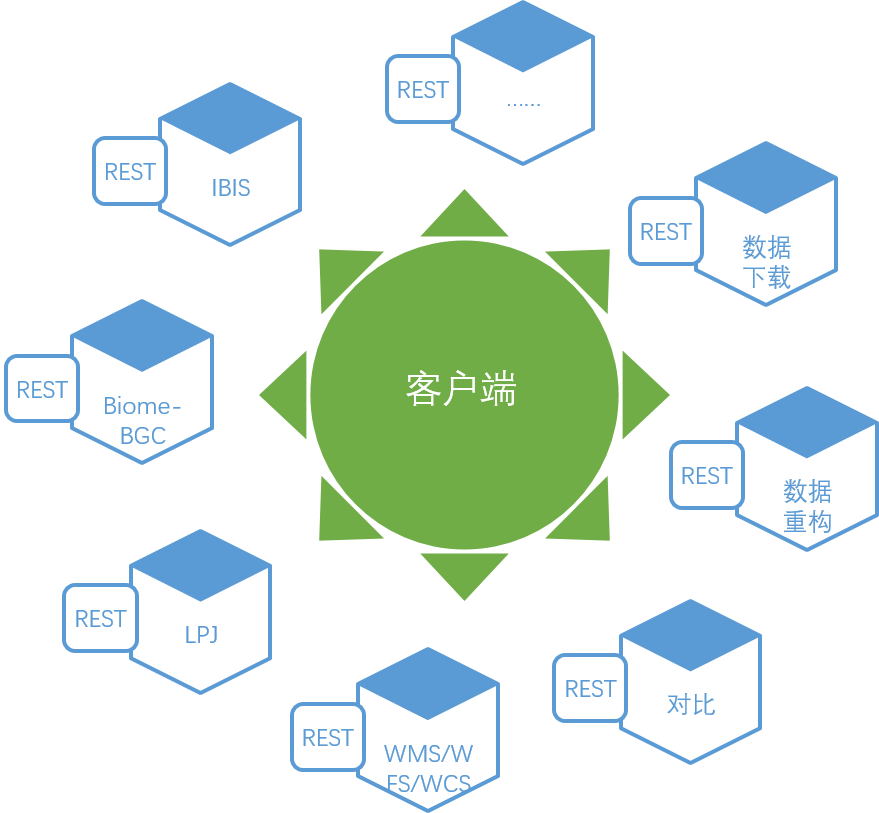 REST
……
REST
IBIS
REST
数据
下载
客户端
REST
Biome-
BGC
REST
数据
重构
REST
LPJ
REST
对比
REST
WMS/W
FS/WCS